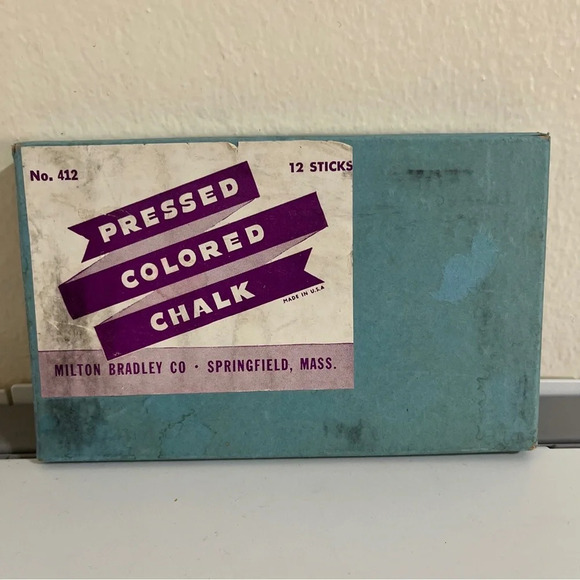 No. 412
12 STICKS
PRESSED
COLORED
CHALK
MADE IN U.S.A
MILTON BRADLEY CO · SPRINGFIELD, MASS.